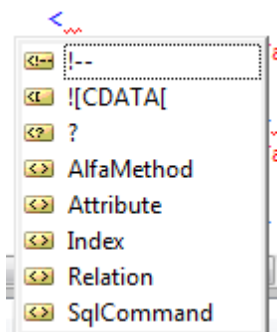 <
!--
![CDATA[
?
AlfaMethod
Attribute
Index
Relation
SqlCommand